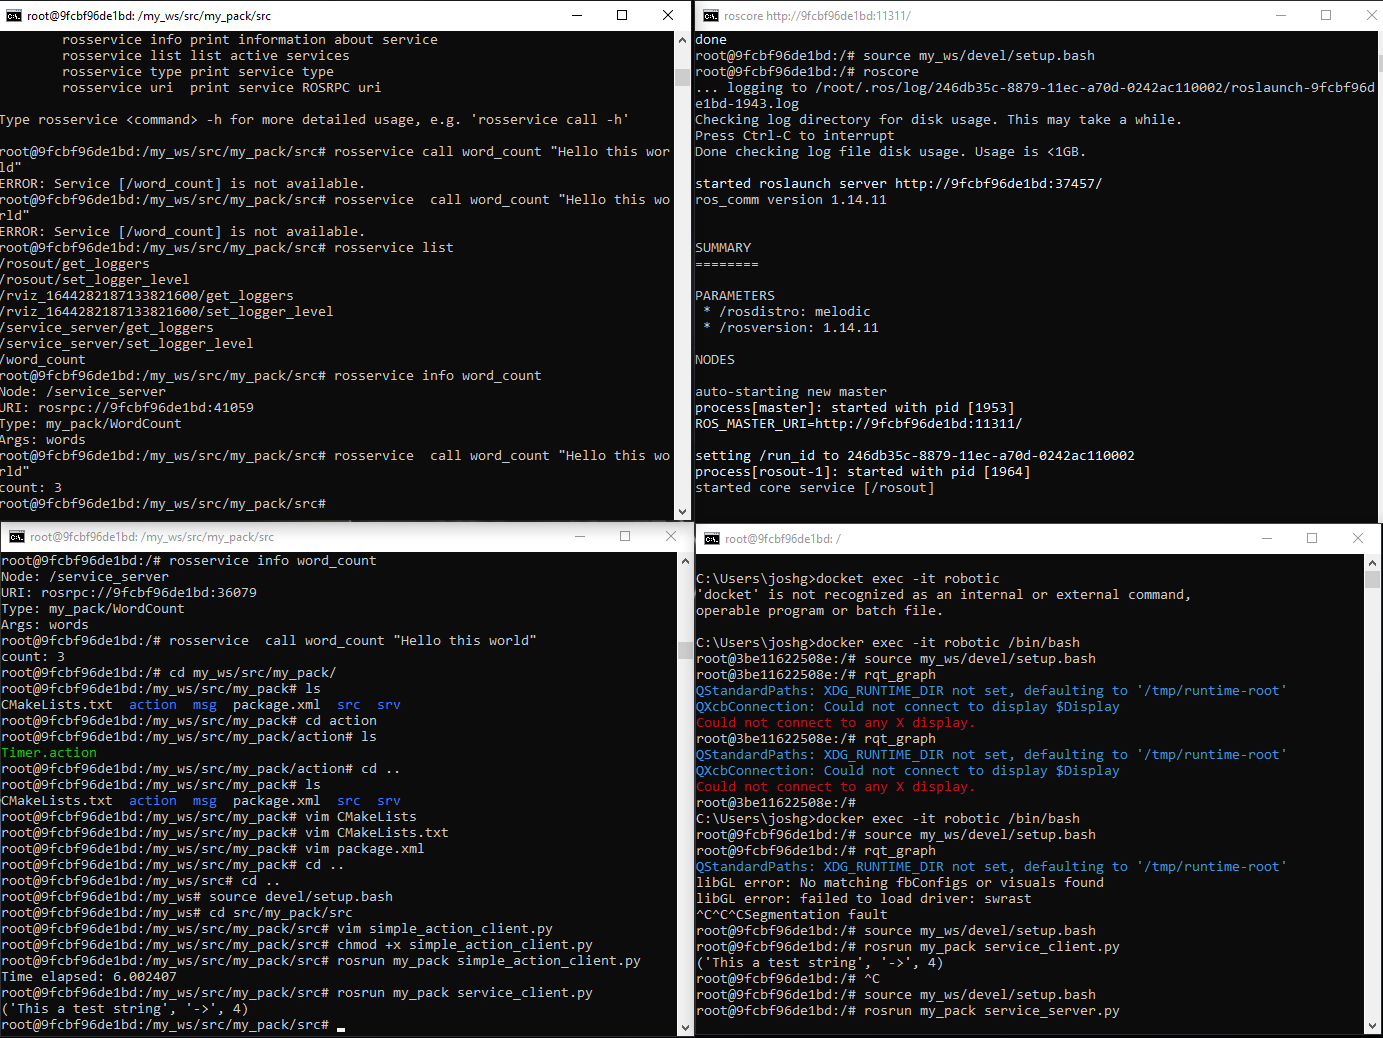 root@9fcbf96de1bd: /my_ws/src/my_pack/src
rosservice info print information about service
rosservice list list active services
rosservice type print service type
rosservice uri  print service ROSRPC uri
Type rosservice <command> -h for more detailed usage, e.g. 'rosservice call -h'
root@9fcbf96de1bd:/my_ws/src/my_pack/src# rosservice call word_count "Hello this wor
ld"
ERROR: Service [/word_count] is not available.
root@9fcbf96de1bd:/my_ws/src/my_pack/src# rosservice  call word_count "Hello this wo
rld"
ERROR: Service [/word_count] is not available.
root@9fcbf96de1bd:/my_ws/src/my_pack/src# rosservice list
/rosout/get_loggers
/rosout/set_logger_level
/rviz_1644282187133821600/get_loggers
/rviz_1644282187133821600/set_logger_level
/service_server/get_loggers
/service_server/set_logger_level
/word_count
root@9fcbf96de1bd:/my_ws/src/my_pack/src# rosservice info word_count
Node: /service_server
URI: rosrpc://9fcbf96de1bd:41059
Type: my_pack/WordCount
Args: words
root@9fcbf96de1bd:/my_ws/src/my_pack/src# rosservice  call word_count "Hello this wo
rld"
count: 3
root@9fcbf96de1bd:/my_ws/src/my_pack/src#
roscore http://9fcbf96de1bd:11311/
done
root@9fcbf96de1bd:/# source my_ws/devel/setup.bash
root@9fcbf96de1bd:/# roscore
... logging to /root/.ros/log/246db35c-8879-11ec-a70d-0242ac110002/roslaunch-9fcbf96d
e1bd-1943.log
Checking log directory for disk usage. This may take a while.
Press Ctrl-C to interrupt
Done checking log file disk usage. Usage is <1GB.
started roslaunch server http://9fcbf96de1bd:37457/
ros_comm version 1.14.11
SUMMARY
========
PARAMETERS
* /rosdistro: melodic
* /rosversion: 1.14.11
NODES
auto-starting new master
process[master]: started with pid [1953]
ROS_MASTER_URI=http://9fcbf96de1bd:11311/
setting /run_id to 246db35c-8879-11ec-a70d-0242ac110002
process[rosout-1]: started with pid [1964]
started core service [/rosout]
root@9fcbf96de1bd: /my_ws/src/my_pack/src
root@9fcbf96de1bd:/# rosservice info word_count
Node: /service_server
URI: rosrpc://9fcbf96de1bd:36079
Type: my_pack/WordCount
Args: words
root@9fcbf96de1bd:/# rosservice  call word_count "Hello this world"
count: 3
root@9fcbf96de1bd:/# cd my_ws/src/my_pack/
root@9fcbf96de1bd:/my_ws/src/my_pack# ls
CMakeLists.txt  action  msg  package.xml  src  srv
root@9fcbf96de1bd:/my_ws/src/my_pack# cd action
root@9fcbf96de1bd:/my_ws/src/my_pack/action# ls
Timer.action
root@9fcbf96de1bd:/my_ws/src/my_pack/action# cd ..
root@9fcbf96de1bd:/my_ws/src/my_pack# ls
CMakeLists.txt  action  msg  package.xml  src  srv
root@9fcbf96de1bd:/my_ws/src/my_pack# vim CMakeLists
root@9fcbf96de1bd:/my_ws/src/my_pack# vim CMakeLists.txt
root@9fcbf96de1bd:/my_ws/src/my_pack# vim package.xml
root@9fcbf96de1bd:/my_ws/src/my_pack# cd ..
root@9fcbf96de1bd:/my_ws/src# cd ..
root@9fcbf96de1bd:/my_ws# source devel/setup.bash
root@9fcbf96de1bd:/my_ws# cd src/my_pack/src
root@9fcbf96de1bd:/my_ws/src/my_pack/src# vim simple_action_client.py
root@9fcbf96de1bd:/my_ws/src/my_pack/src# chmod +x simple_action_client.py
root@9fcbf96de1bd:/my_ws/src/my_pack/src# rosrun my_pack simple_action_client.py
Time elapsed: 6.002407
root@9fcbf96de1bd:/my_ws/src/my_pack/src# rosrun my_pack service_client.py
('This a test string', '->', 4)
root@9fcbf96de1bd:/my_ws/src/my_pack/src#
root@9fcbf96de1bd: /
C:\Users\joshg>docket exec -it robotic
'docket' is not recognized as an internal or external command,
operable program or batch file.
C:\Users\joshg>docker exec -it robotic /bin/bash
root@3be11622508e:/# source my_ws/devel/setup.bash
root@3be11622508e:/# rqt_graph
QStandardPaths: XDG_RUNTIME_DIR not set, defaulting to '/tmp/runtime-root'
QXcbConnection: Could not connect to display $Display
Could not connect to any X display.
root@3be11622508e:/# rqt_graph
QStandardPaths: XDG_RUNTIME_DIR not set, defaulting to '/tmp/runtime-root'
QXcbConnection: Could not connect to display $Display
Could not connect to any X display.
root@3be11622508e:/#
C:\Users\joshg>docker exec -it robotic /bin/bash
root@9fcbf96de1bd:/# source my_ws/devel/setup.bash
root@9fcbf96de1bd:/# rqt_graph
QStandardPaths: XDG_RUNTIME_DIR not set, defaulting to '/tmp/runtime-root'
libGL error: No matching fbConfigs or visuals found
libGL error: failed to load driver: swrast
^C^C^CSegmentation fault
root@9fcbf96de1bd:/# source my_ws/devel/setup.bash
root@9fcbf96de1bd:/# rosrun my_pack service_client.py
('This a test string', '->', 4)
root@9fcbf96de1bd:/# ^C
root@9fcbf96de1bd:/# source my_ws/devel/setup.bash
root@9fcbf96de1bd:/# rosrun my_pack service_server.py